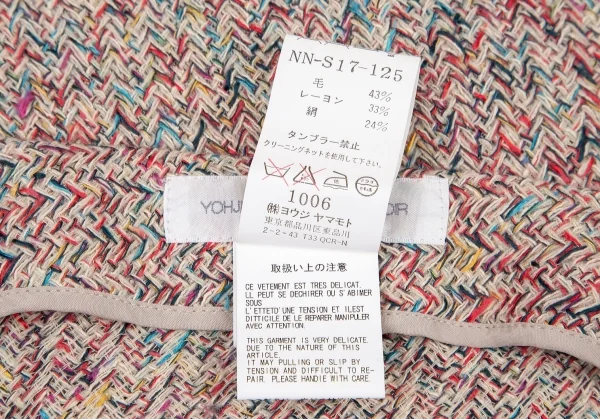 NN-S17-125
毛 43%
レーヨン 33%
絹 24%
タンブラー禁止
クリーニングネットを使用して下さい。
1006
㈱ヨウジヤマモト
東京都品川区東品川
2-2-43 T33 QCR-N
YOHJ OIR
取扱い上の注意
CE VETEMENT EST TRES DELICAT.
LL PEUT SE DECHIRER OU S'ABIMER
SOUS
L'ETTETO'UNE TENSION ET ILEST
DIFFICILE DE LE REPARER MANIPULER
AVEC ATTENTION.
THIS GARMENT IS VERY DELICATE.
DUE TO THE NATURE OF THIS
ARTICLE.
IT MAY PULLING OR SLIP BY
TENSION AND DIFFICULT TO RE-
PAIR. PLEASE HANDLE WITH CARE.